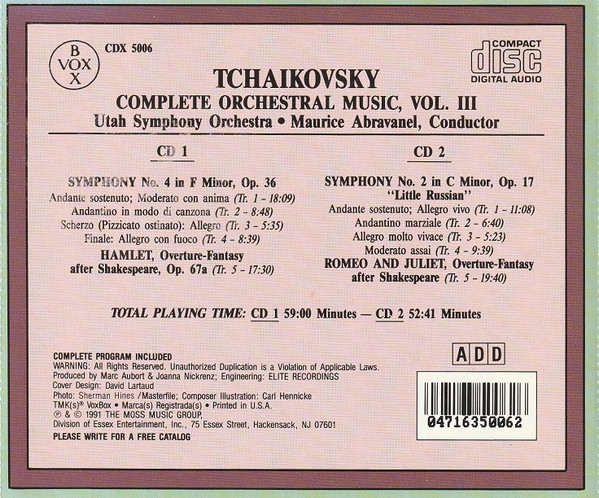 CDX 5006
B
VOX
X
COMPACT
disc
DIGITAL AUDIO
TCHAIKOVSKY
COMPLETE ORCHESTRAL MUSIC, VOL. III
Utah Symphony Orchestra • Maurice Abravanel, Conductor
CD 1
SYMPHONY No. 4 in F Minor, Op. 36
Andante sostenuto; Moderato con anima (Tr. 1 - 18:09)
Andantino in modo di canzona (Tr. 2 - 8:48)
Scherzo (Pizzicato ostinato): Allegro (Tr. 3 - 5:35)
Finale: Allegro con fuoco (Tr. 4 - 8:39)
HAMLET, Overture-Fantasy
after Shakespeare, Op. 67a (Tr. 5 - 17:30)
CD 2
SYMPHONY No. 2 in C Minor, Op. 17
"Little Russian"
Andante sostenuto; Allegro vivo (Tr. 1 - 11:08)
Andantino marziale (Tr. 2 - 6:40)
Allegro molto vivace (Tr. 3 - 5:23)
Moderato assai (Tr. 4 - 9:39)
ROMEO AND JULIET, Overture-Fantasy
after Shakespeare (Tr. 5 - 19:40)
TOTAL PLAYING TIME: CD 1 59:00 Minutes — CD 2 52:41 Minutes
COMPLETE PROGRAM INCLUDED
WARNING: All Rights Reserved. Unauthorized Duplication is a Violation of Applicable Laws.
Produced by Marc Aubort & Joanna Nickrenz; Engineering: ELITE RECORDINGS
Cover Design: David Lartaud
Photo: Sherman Hines /Masterfile; Composer Illustration: Carl Hennicke
TMK(s)® VoxBox • Marca(s) Registrada(s) • Printed in U.S.A.
℗ & © 1991 THE MOSS MUSIC GROUP,
Division of Essex Entertainment, Inc., 75 Essex Street, Hackensack, NJ 07601
PLEASE WRITE FOR A FREE CATALOG
ADD
04716350062